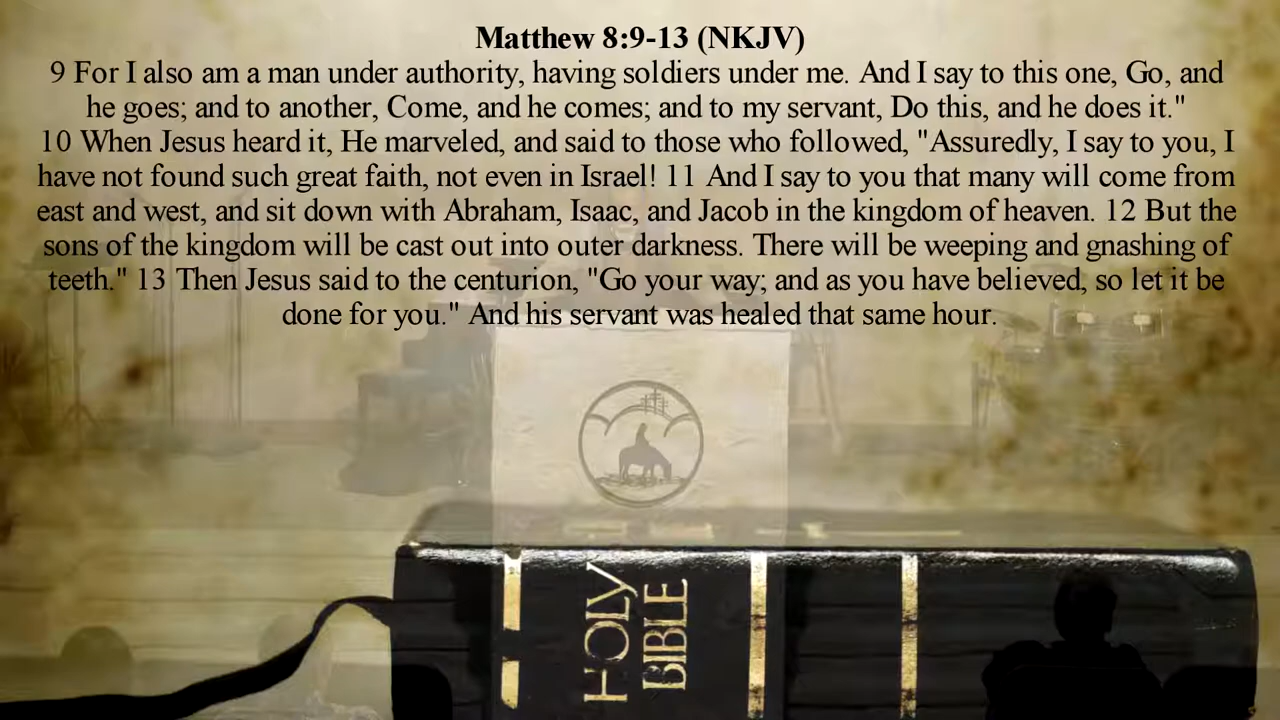 Matthew 8:9-13 (NKJV)
9 For I also am a man under authority, having soldiers under me. And I say to this one, Go, and
he goes; and to another, Come, and he comes; and to my servant, Do this, and he does it."
10 When Jesus heard it, He marveled, and said to those who followed, "Assuredly, I say to you, I
have not found such great faith, not even in Israel! 11 And I say to you that many will come from
east and west, and sit down with Abraham, Isaac, and Jacob in the kingdom of heaven. 12 But the
sons of the kingdom will be cast out into outer darkness. There will be weeping and gnashing of
teeth." 13 Then Jesus said to the centurion, "Go your way; and as you have believed, so let it be
done for you." And his servant was healed that same hour.
HOLY
BIBLE